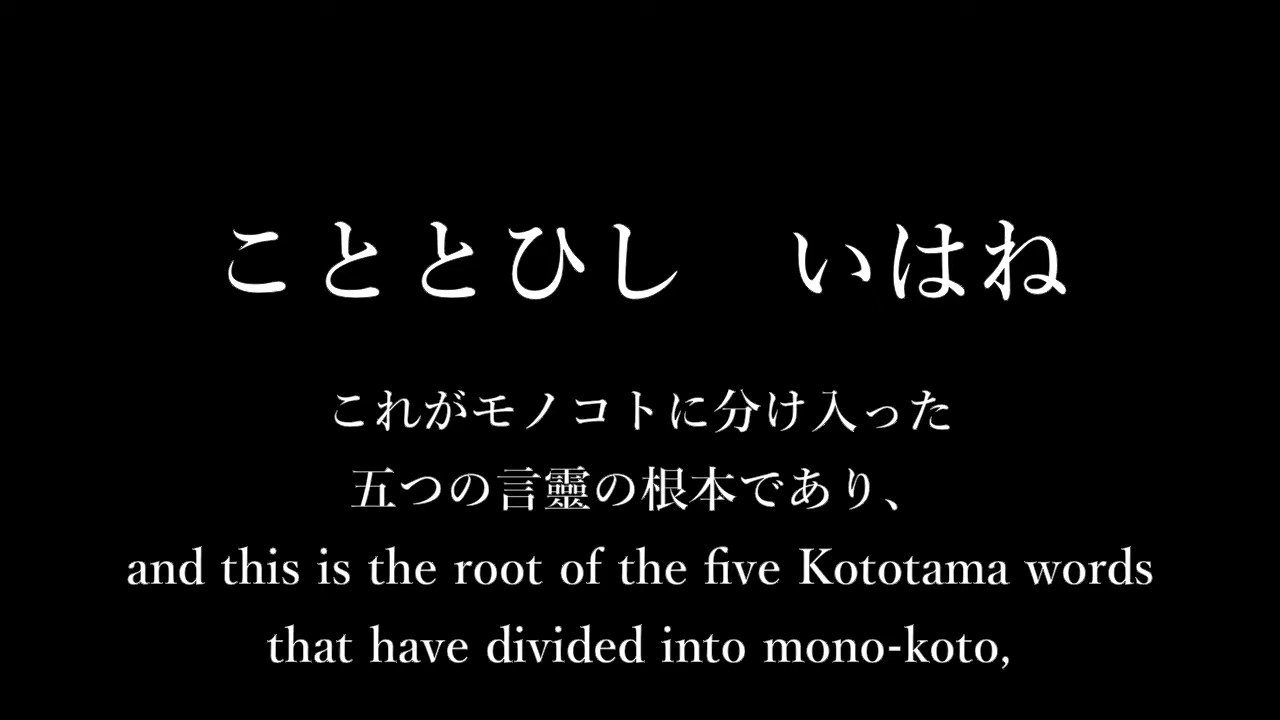 こととひし　いはね
これがモノコトに分け入った
五つの言靈の根本であり、
and this is the root of the five Kototama words
that have divided into mono-koto,